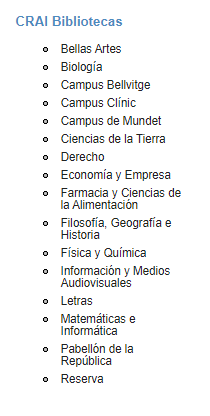 CRAI Bibliotecas
Bellas Artes
Biología
Campus Bellvitge
Campus Clínic
Campus de Mundet
Ciencias de la Tierra
Derecho
Economía y Empresa
Farmacia y Ciencias de
la Alimentación
Filosofía, Geografía e
Historia
Física y Química
Información y Medios
Audiovisuales
Letras
Matemáticas e
Informática
Pabellón de la
República
Reserva